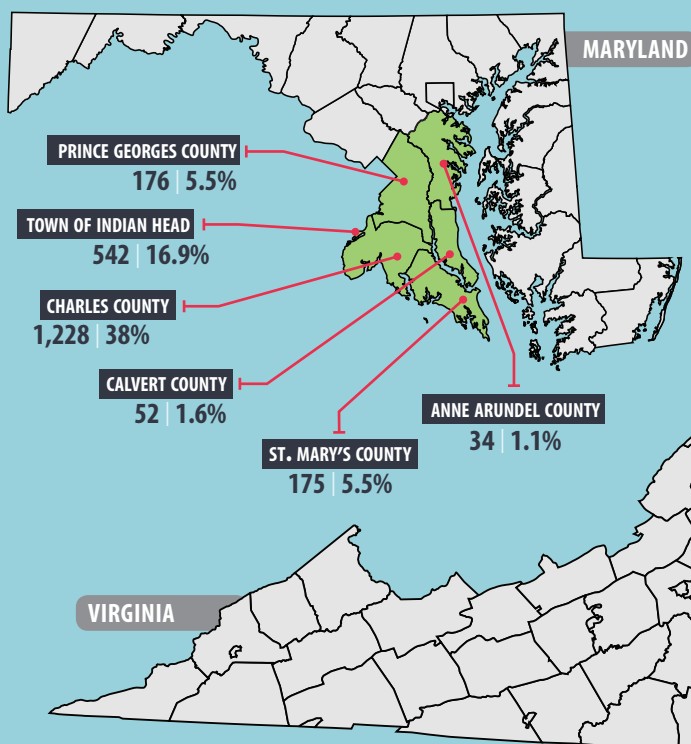 MARYLAND
PRINCE GEORGES COUNTY
176 | 5.5%
TOWN OF INDIAN HEAD
542 | 16.9%
CHARLES COUNTY
1,228 | 38%
CALVERT COUNTY
52 | 1.6%
ANNE ARUNDEL COUNTY
34 | 1.1%
ST. MARY'S COUNTY
175 | 5.5%
VIRGINIA